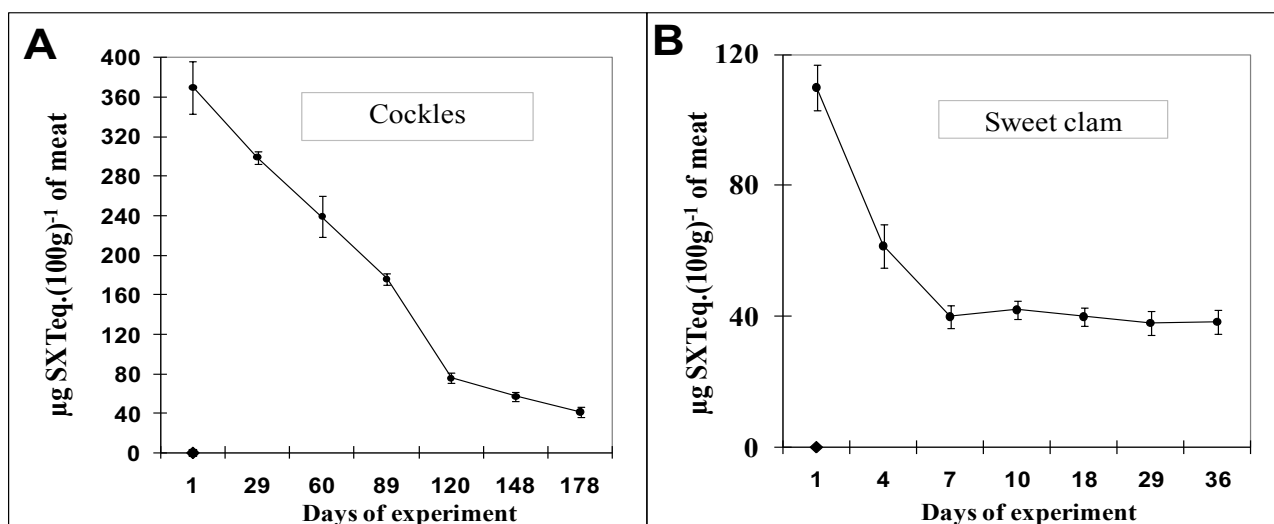 A
400
360
320
280
240
200
160
120
80
40
0
µg SXTeq.(100g)-1 of meat
Cockles
1 29 60 89 120 148 178
Days of experiment
B
120
80
40
0
µg SXTeq.(100g)-1 of meat
Sweet clam
1 4 7 10 18 29 36
Days of experiment